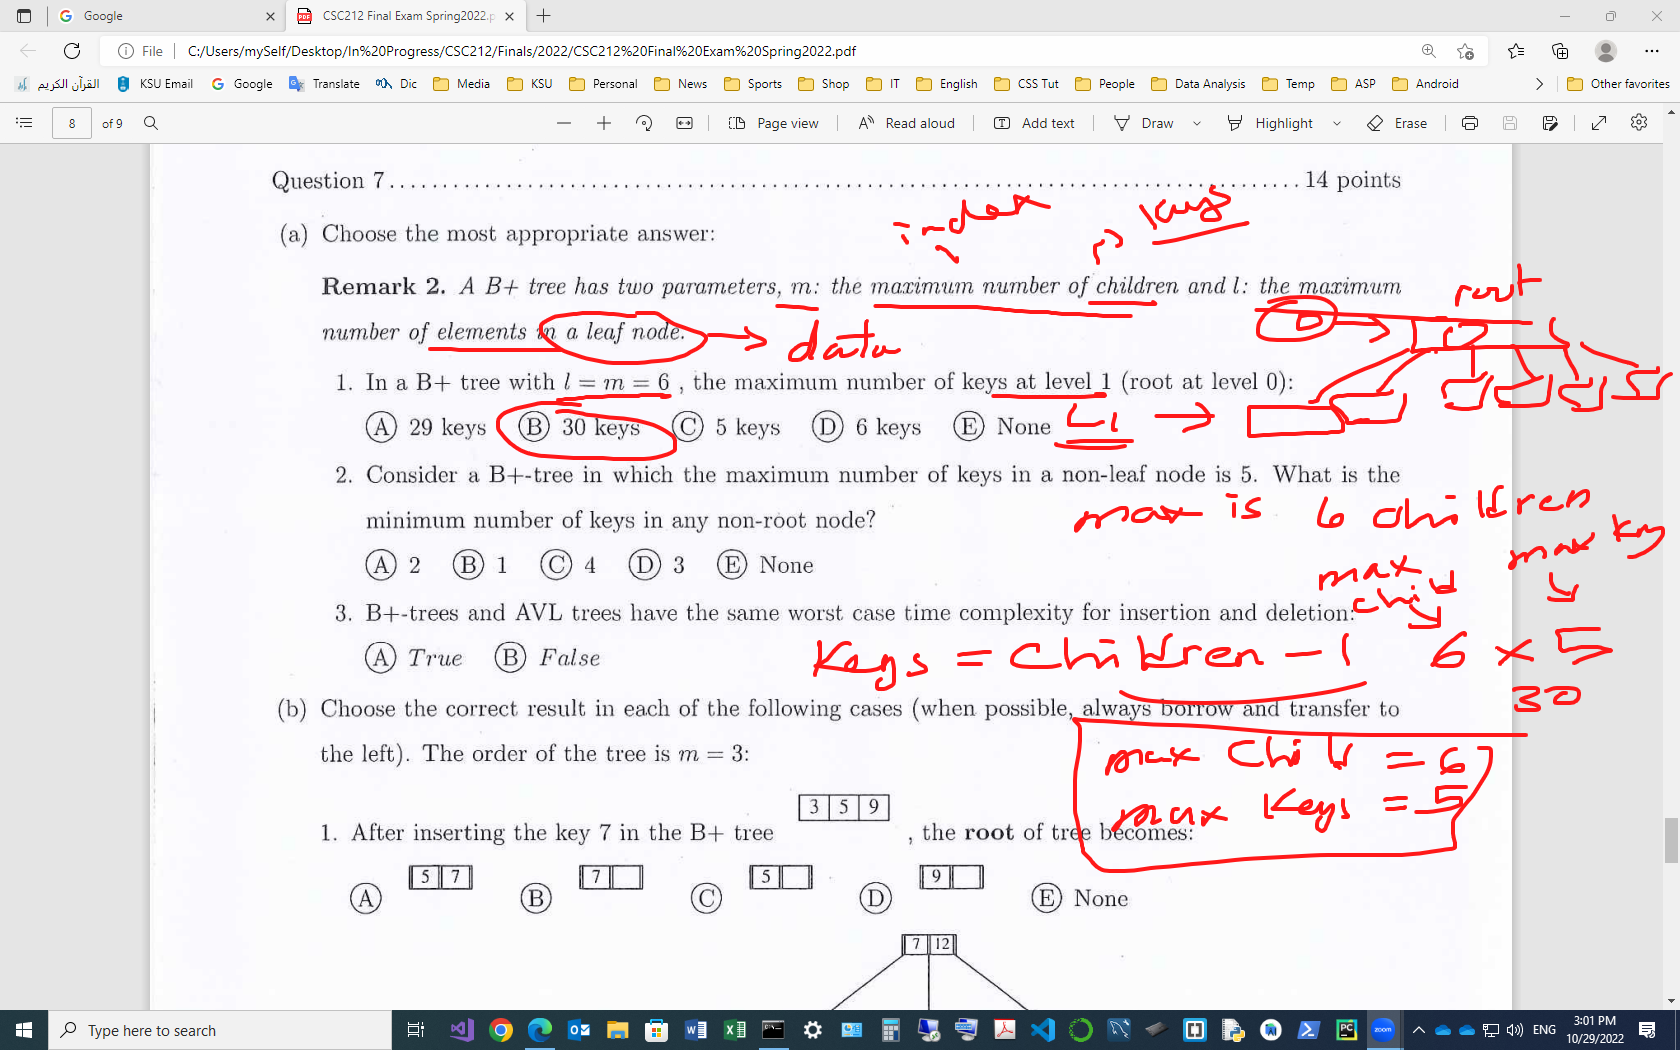 Google
CSC212 Final Exam Spring2022.p
File
C:/Users/mySelf/Desktop/In%20Progress/CSC212/Finals/2022/CSC212%20Final%20Exam%20Spring2022.pdf
القرآن الكريم KSU Email Google Translate Dic Media KSU Personal News Sports Shop IT English CSS Tut People Data Analysis Temp ASP Android Other favorites
8 of 9 Page view Read aloud Add text Draw Highlight Erase
Question 7 14 points
index keys
(a) Choose the most appropriate answer:
Remark 2. A B+ tree has two parameters, m: the maximum number of children and l: the maximum
root
number of elements in a leaf node.
data
1. In a B+ tree with l = m = 6 , the maximum number of keys at level 1 (root at level 0):
A 29 keys B 30 keys C 5 keys D 6 keys E None
L1
2. Consider a B+-tree in which the maximum number of keys in a non-leaf node is 5. What is the
max is 6 children
minimum number of keys in any non-root node?
max key
A 2 B 1 C 4 D 3 E None
max
child
3. B+-trees and AVL trees have the same worst case time complexity for insertion and deletion:
A True B False
Keys = Children - 1 6 × 5
30
(b) Choose the correct result in each of the following cases (when possible, always borrow and transfer to
the left). The order of the tree is m = 3:
max Child = 6
max Keys = 5
3 5 9
1. After inserting the key 7 in the B+ tree , the root of tree becomes:
5 7 7 5 9
A B C D E None
7 12
Type here to search
ENG
3:01 PM
10/29/2022
zoom